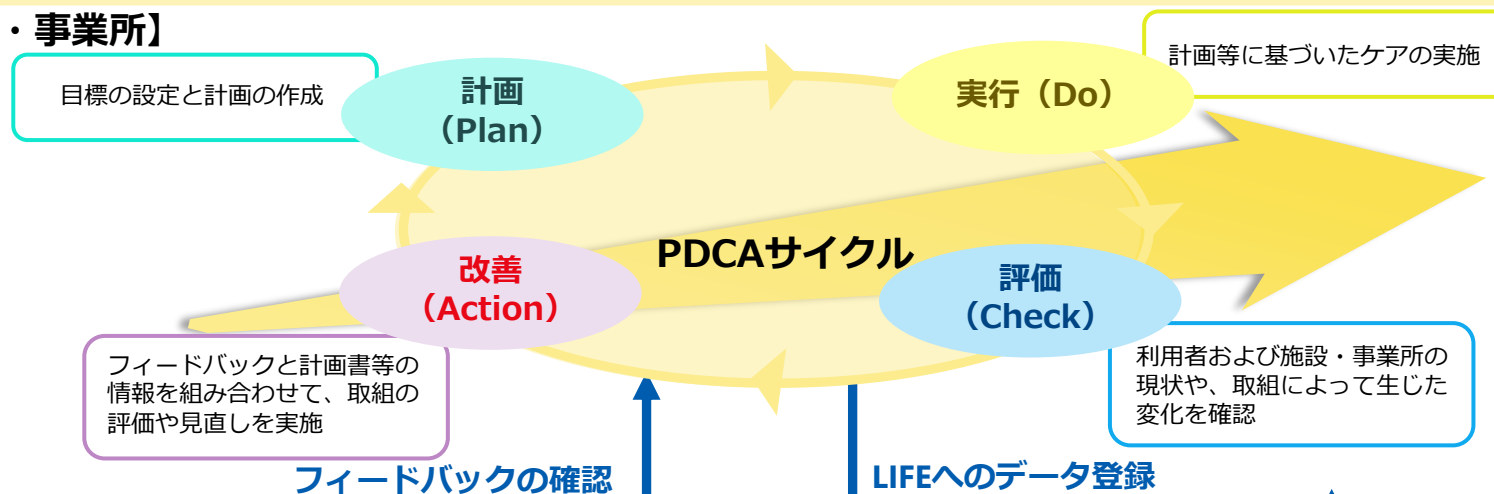 ・事業所】
目標の設定と計画の作成
計画
（Plan）
実行（Do）
計画等に基づいたケアの実施
PDCAサイクル
改善
（Action）
評価
（Check）
フィードバックと計画書等の
情報を組み合わせて、取組の
評価や見直しを実施
利用者および施設・事業所の
現状や、取組によって生じた
変化を確認
フィードバックの確認
LIFEへのデータ登録